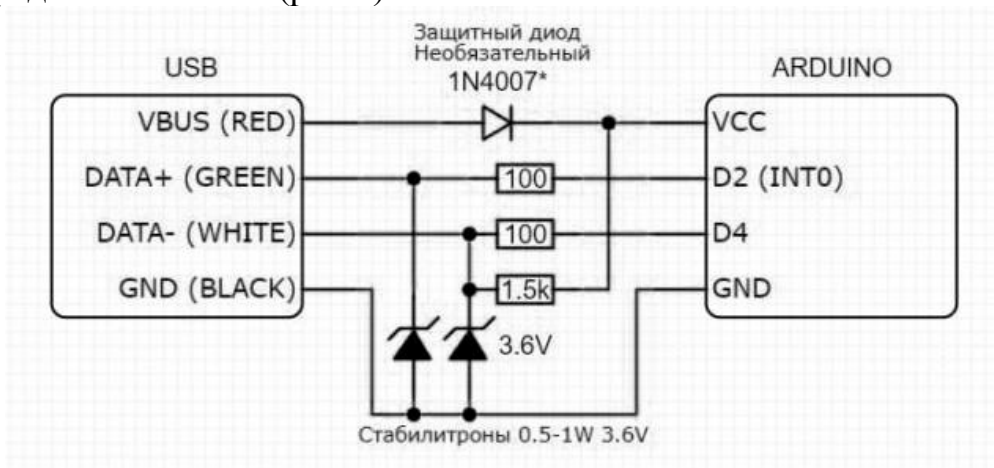 Защитный диод
Необязательный
1N4007*
USB
ARDUINO
VBUS (RED)
VCC
DATA+ (GREEN)
100
D2 (INT0)
DATA- (WHITE)
100
D4
GND (BLACK)
1.5k
GND
3.6V
Стабилитроны 0.5-1W 3.6V